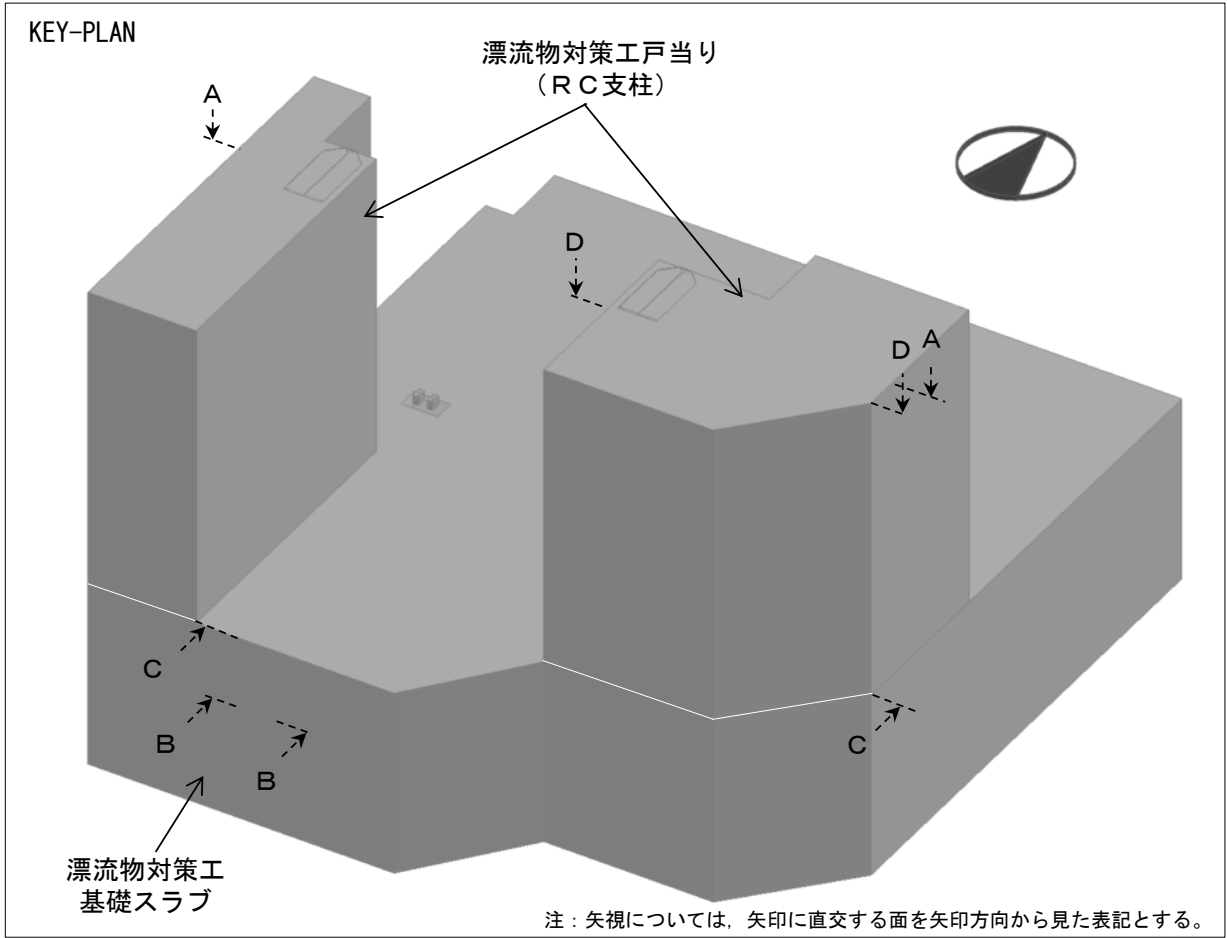 KEY-PLAN
漂流物対策工戸当り
（ＲＣ支柱）
A
D
D
A
C
B
B
C
漂流物対策工
基礎スラブ
注：矢視については，矢印に直交する面を矢印方向から見た表記とする。